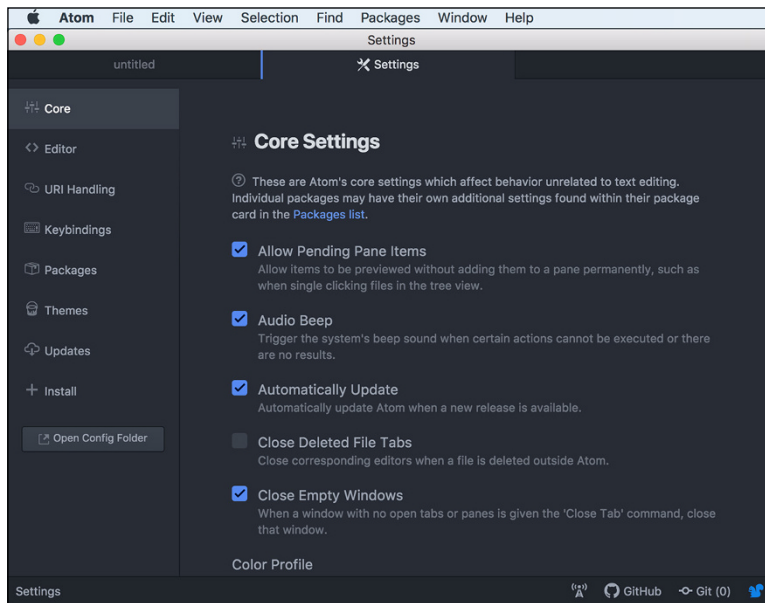 Atom File Edit View Selection Find Packages Window Help
Settings
untitled
Settings
Core
Editor
URI Handling
Keybindings
Packages
Themes
Updates
Install
Open Config Folder
Core Settings
These are Atom's core settings which affect behavior unrelated to text editing.
Individual packages may have their own additional settings found within their package
card in the Packages list.
Allow Pending Pane Items
Allow items to be previewed without adding them to a pane permanently, such as
when single clicking files in the tree view.
Audio Beep
Trigger the system's beep sound when certain actions cannot be executed or there
are no results.
Automatically Update
Automatically update Atom when a new release is available.
Close Deleted File Tabs
Close corresponding editors when a file is deleted outside Atom.
Close Empty Windows
When a window with no open tabs or panes is given the 'Close Tab' command, close
that window.
Color Profile
Settings
GitHub
Git (0)